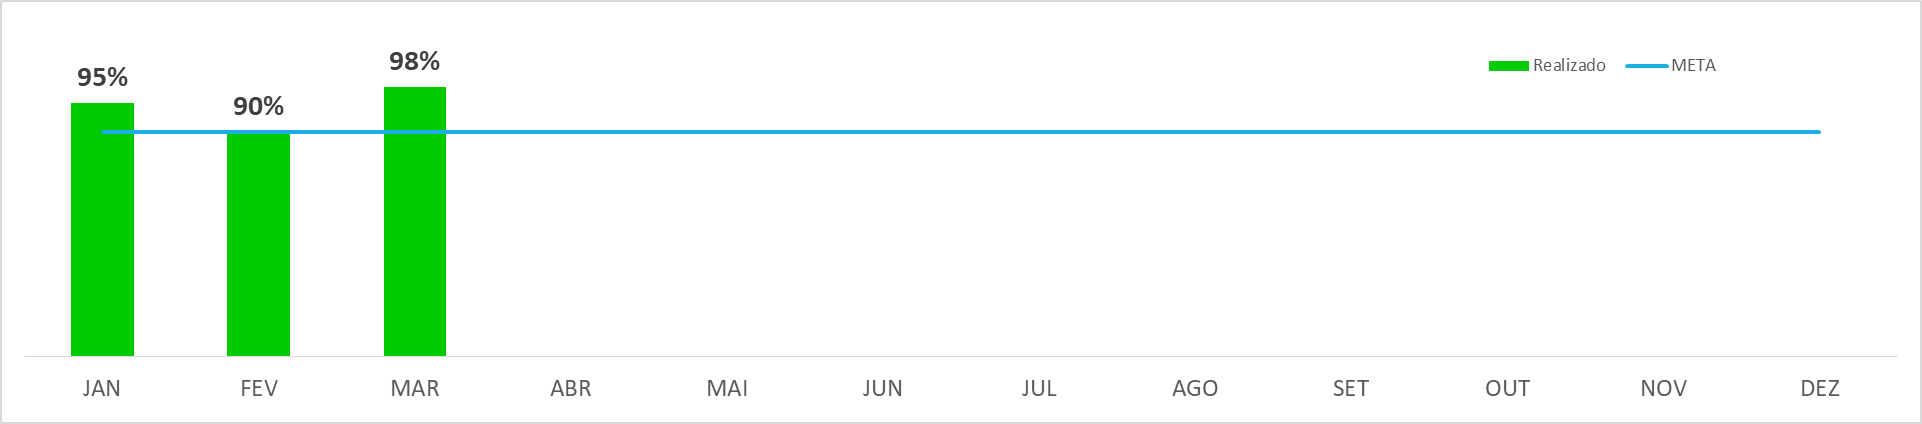 98%
95%
90%
Realizado META
JAN FEV MAR ABR MAI JUN JUL AGO SET OUT NOV DEZ